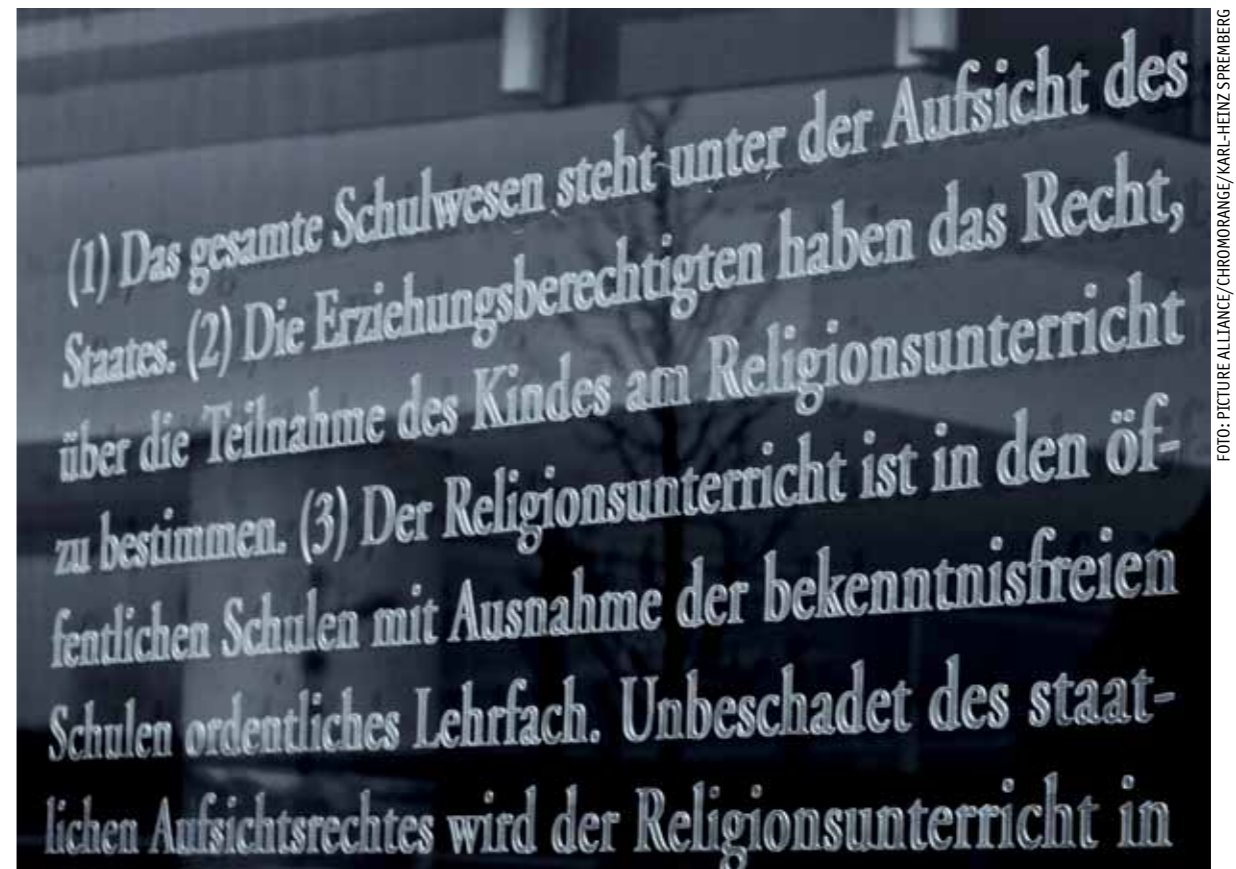 (1) Das gesamte Schulwesen steht unter der Aufsicht des
Staates. (2) Die Erziehungsberechtigten haben das Recht,
über die Teilnahme des Kindes am Religionsunterricht
zu bestimmen. (3) Der Religionsunterricht ist in den öf-
fentlichen Schulen mit Ausnahme der bekenntnisfreien
Schulen ordentliches Lehrfach. Unbeschadet des staat-
lichen Aufsichtsrechtes wird der Religionsunterricht in
FOTO: PICTURE ALLIANCE/CHROMORANGE/KARL-HEINZ SPREMBERG